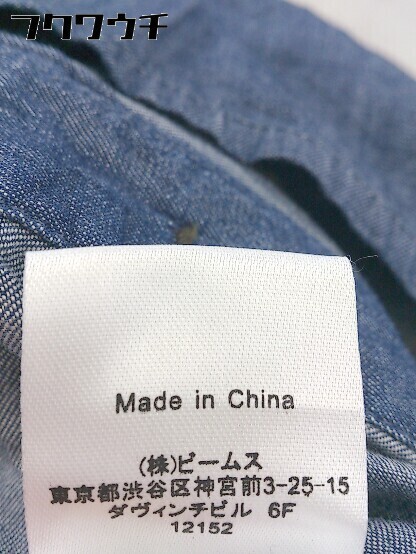 フクワウチ
Made in China
(株)ビームス
東京都渋谷区神宮前3-25-15
ダヴィンチビル 6F
12152